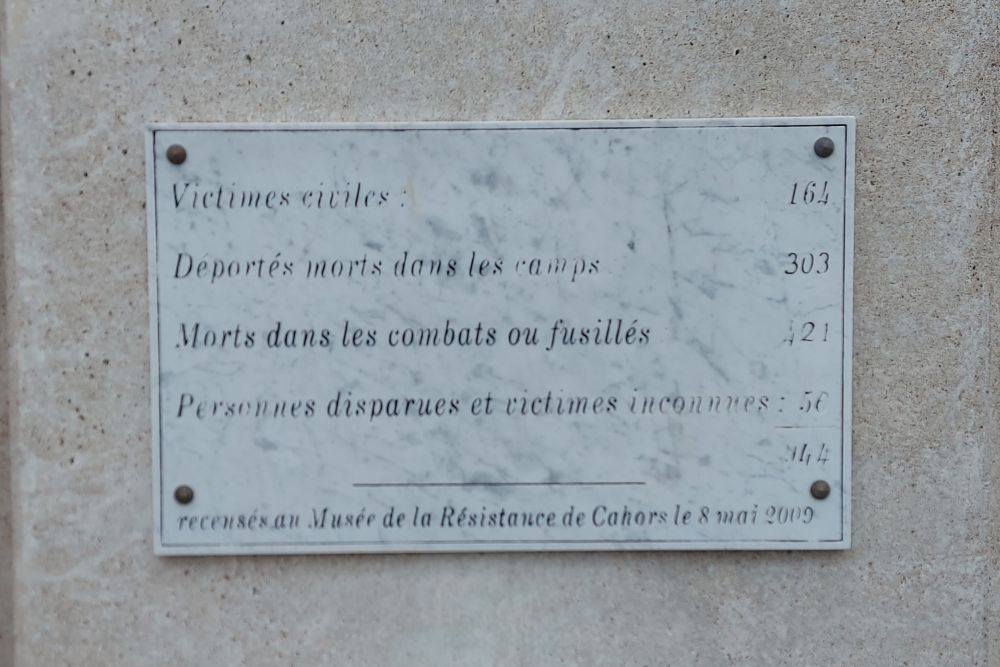 Victimes civiles : 164
Déportés morts dans les camps 303
Morts dans les combats ou fusillés 421
Personnes disparues et victimes inconnues : 56
944
recensés au Musée de la Résistance de Cahors le 8 mai 2009